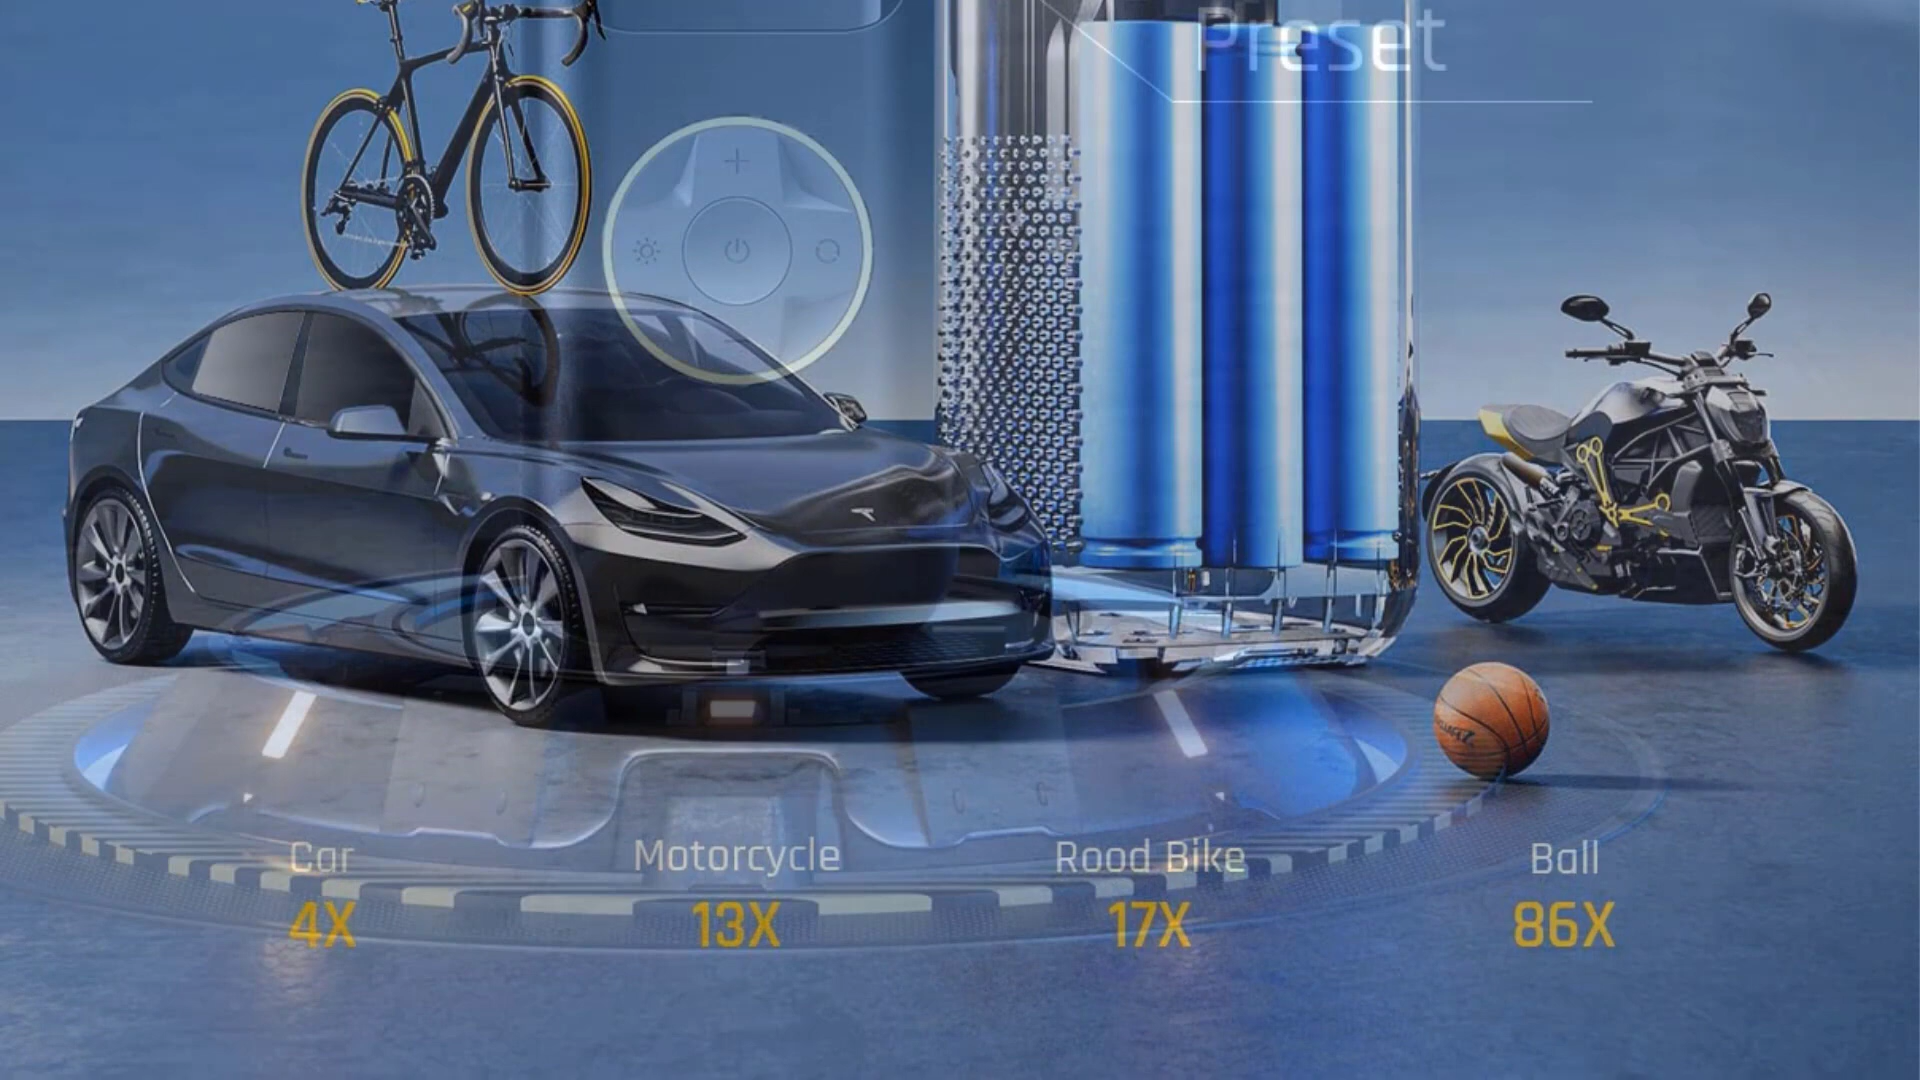 Preset
Car
Motorcycle
Rood Bike
Ball
4X
13X
17X
86X